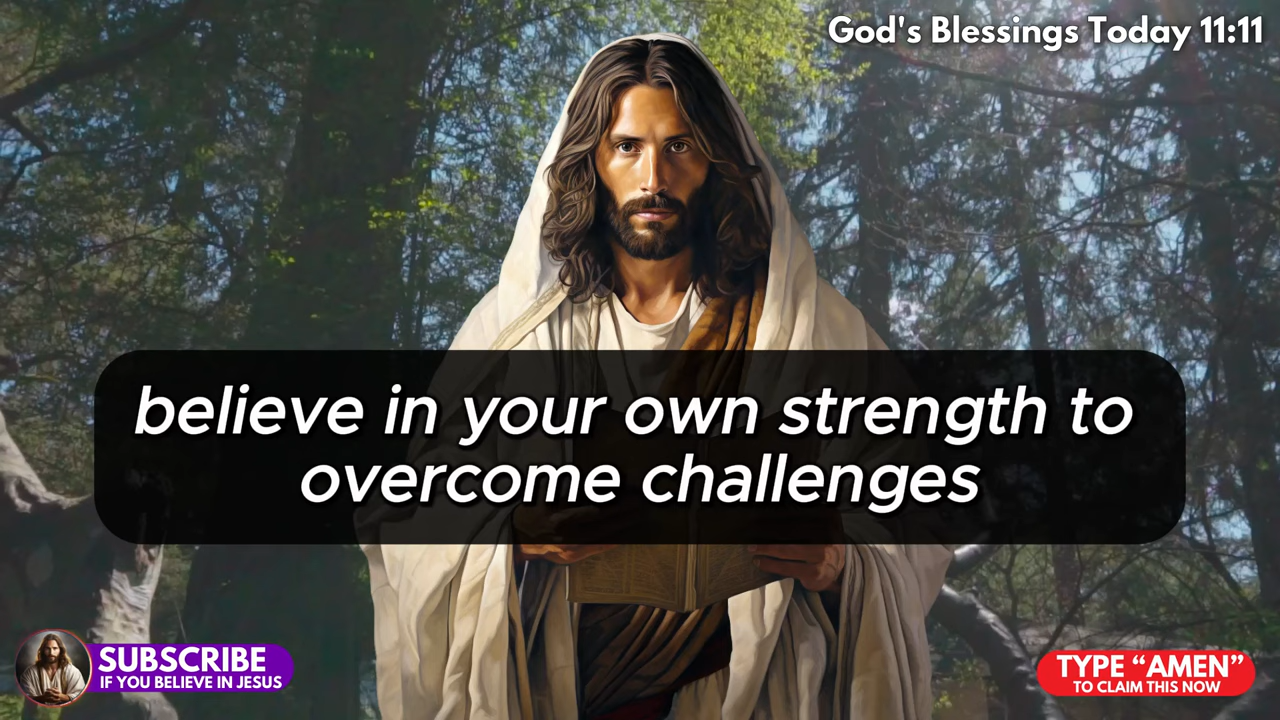 God's Blessings Today 11:11
believe in your own strength to
overcome challenges
SUBSCRIBE
IF YOU BELIEVE IN JESUS
TYPE “AMEN”
TO CLAIM THIS NOW